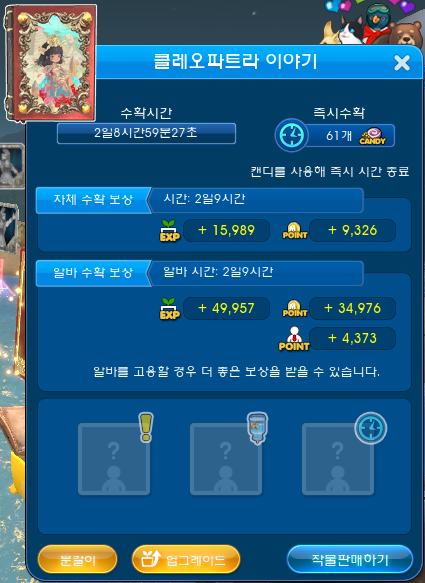 클레오파트라 이야기
수확시간
즉시수확
2일8시간59분27초
61개 CANDY
캔디를 사용해 즉시 시간 종료
자체 수확 보상
시간: 2일9시간
EXP + 15,989
POINT + 9,326
알바 수확 보상
알바 시간: 2일9시간
EXP + 49,957
POINT + 34,976
POINT + 4,373
알바를 고용할 경우 더 좋은 보상을 받을 수 있습니다.
?
?
?
분갈이
업그레이드
작물판매하기